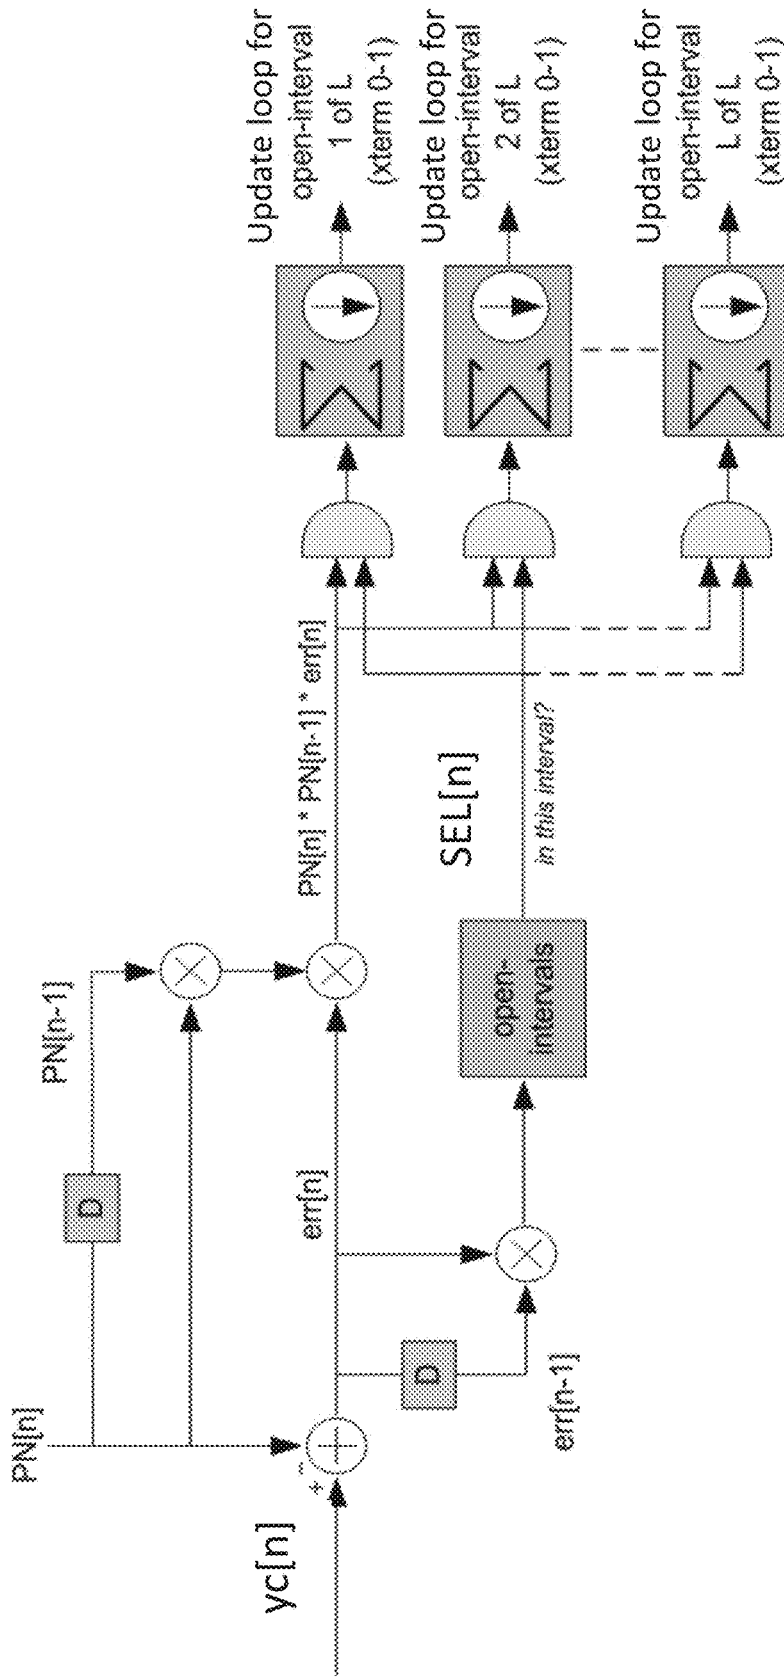 PN[n]
D
PN[n-1]
yc[n]
+
-
err[n]
PN[n] * PN[n-1] * err[n]
D
err[n-1]
open-
intervals
SEL[n]
in this interval?
Update loop for
open-interval
1 of L
(xterm 0-1)
Update loop for
open-interval
2 of L
(xterm 0-1)
Update loop for
open-interval
L of L
(xterm 0-1)